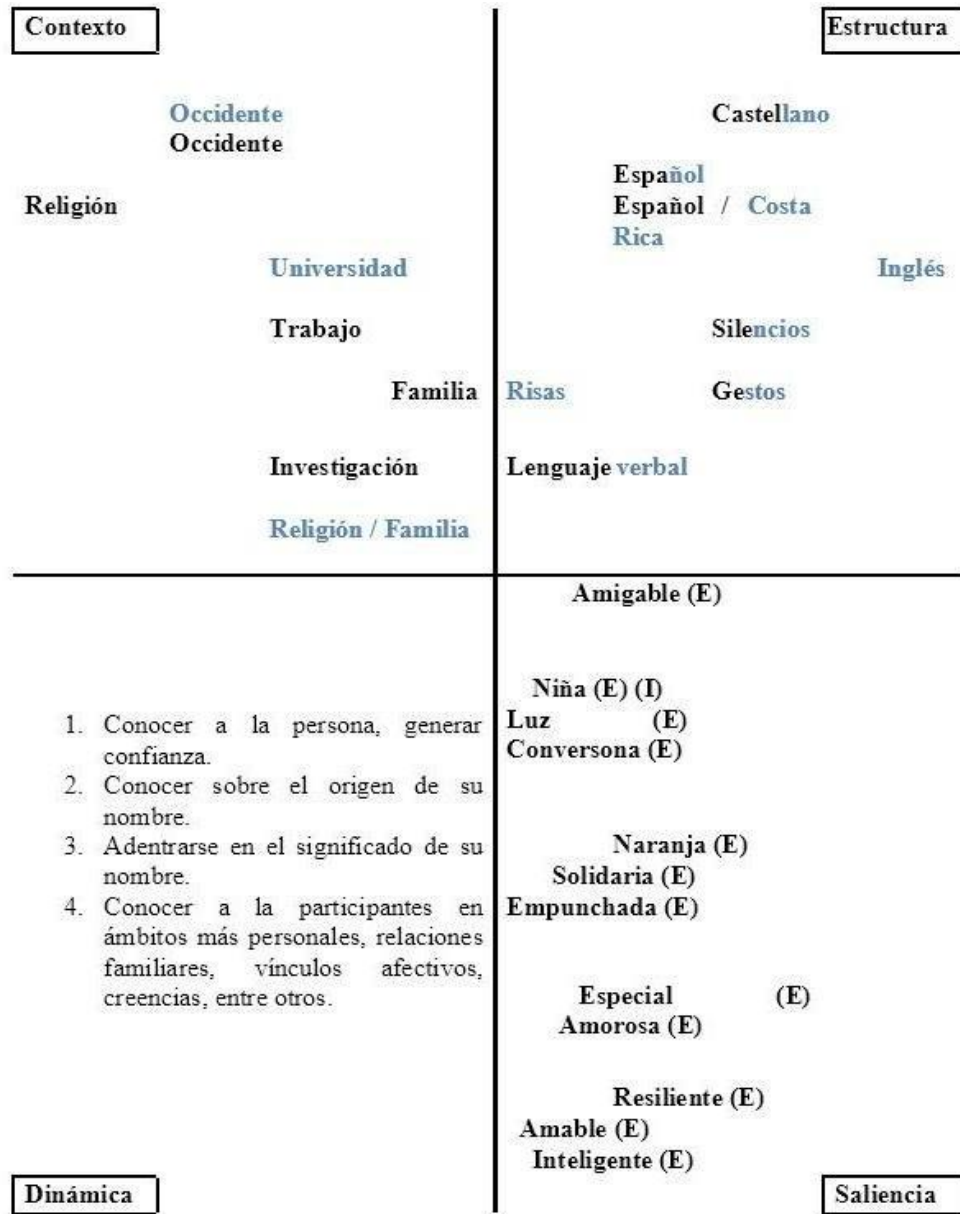 Contexto
Occidente
Occidente
Religión
Universidad
Trabajo
Familia
Investigación
Religión / Familia
Estructura
Castellano
Español
Español / Costa
Rica
Inglés
Silencios
Risas Gestos
Lenguaje verbal
1. Conocer a la persona, generar
confianza.
2. Conocer sobre el origen de su
nombre.
3. Adentrarse en el significado de su
nombre.
4. Conocer a la participantes en
ámbitos más personales, relaciones
familiares, vínculos afectivos,
creencias, entre otros.
Dinámica
Amigable (E)
Niña (E) (I)
Luz (E)
Conversona (E)
Naranja (E)
Solidaria (E)
Empunchada (E)
Especial (E)
Amorosa (E)
Resiliente (E)
Amable (E)
Inteligente (E)
Saliencia